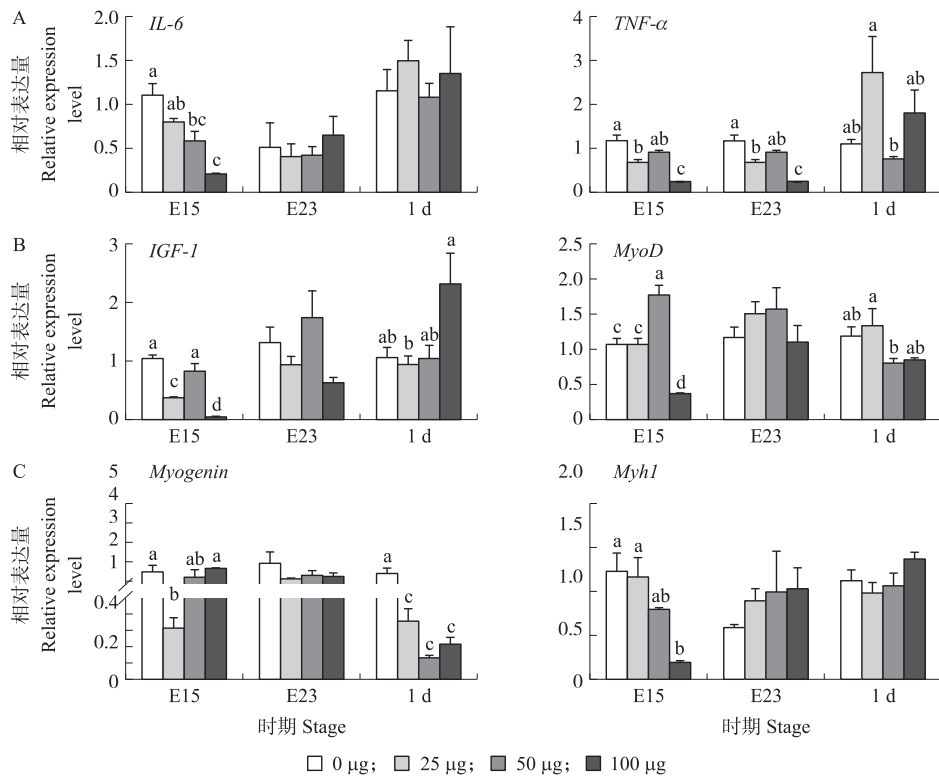 A
相对表达量
Relative expression
level
IL-6
2.0
1.5
1.0
0.5
0
a
ab
bc
c
E15
E23
1 d
TNF-α
4
3
2
1
0
a
b
ab
c
a
b
ab
c
ab
a
b
ab
E15
E23
1 d
B
相对表达量
Relative expression
level
IGF-1
3
2
1
0
a
c
a
d
ab
b
ab
a
E15
E23
1 d
MyoD
2.5
2.0
1.5
1.0
0.5
0
c
c
a
d
ab
a
b
ab
E15
E23
1 d
C
相对表达量
Relative expression
level
Myogenin
5
4
3
2
1
0.4
0.2
0
a
b
ab
a
a
c
c
c
E15
E23
1 d
时期 Stage
Myh1
2.0
1.5
1.0
0.5
0
a
a
ab
b
E15
E23
1 d
时期 Stage
0 μg; 25 μg; 50 μg; 100 μg